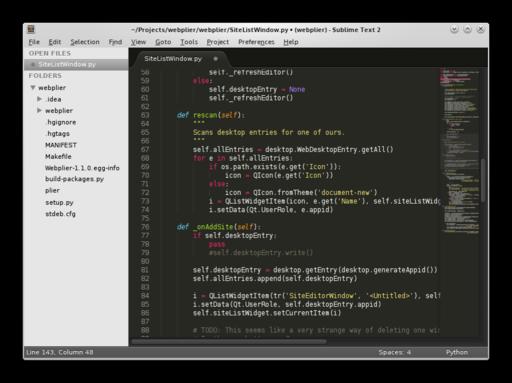 ~/Projects/webplier/webplier/SiteListWindow.py • (webplier) - Sublime Text 2
File Edit Selection Find View Goto Tools Project Preferences Help
OPEN FILES
SiteListWindow.py
FOLDERS
webplier
.idea
webplier
.hgignore
.hgtags
MANIFEST
Makefile
Webplier-1.1.0.egg-info
build-packages.py
plier
setup.py
stdeb.cfg
SiteListWindow.py
58 self._refreshEditor()
59 else:
60 self.desktopEntry = None
61 self._refreshEditor()
62
63 def rescan(self):
64 """
65 Scans desktop entries for one of ours.
66 """
67 self.allEntries = desktop.WebDesktopEntry.getAll()
68 for e in self.allEntries:
69 if os.path.exists(e.get('Icon')):
70 icon = QIcon(e.get('Icon'))
71 else:
72 icon = QIcon.fromTheme('document-new')
73 i = QListWidgetItem(icon, e.get('Name'), self.siteListWidg
74 i.setData(Qt.UserRole, e.appid)
75
76 def _onAddSite(self):
77 if self.desktopEntry:
78 pass
79 #self.desktopEntry.write()
80
81 self.desktopEntry = desktop.getEntry(desktop.generateAppid())
82 self.allEntries.append(self.desktopEntry)
83
84 i = QListWidgetItem(tr('SiteEditorWindow', '<Untitled>'), self
85 i.setData(Qt.UserRole, self.desktopEntry.appid)
86 self.siteListWidget.setCurrentItem(i)
87
88 # TODO: This seems like a very strange way of deleting one wi
Line 143, Column 48 Spaces: 4 Python